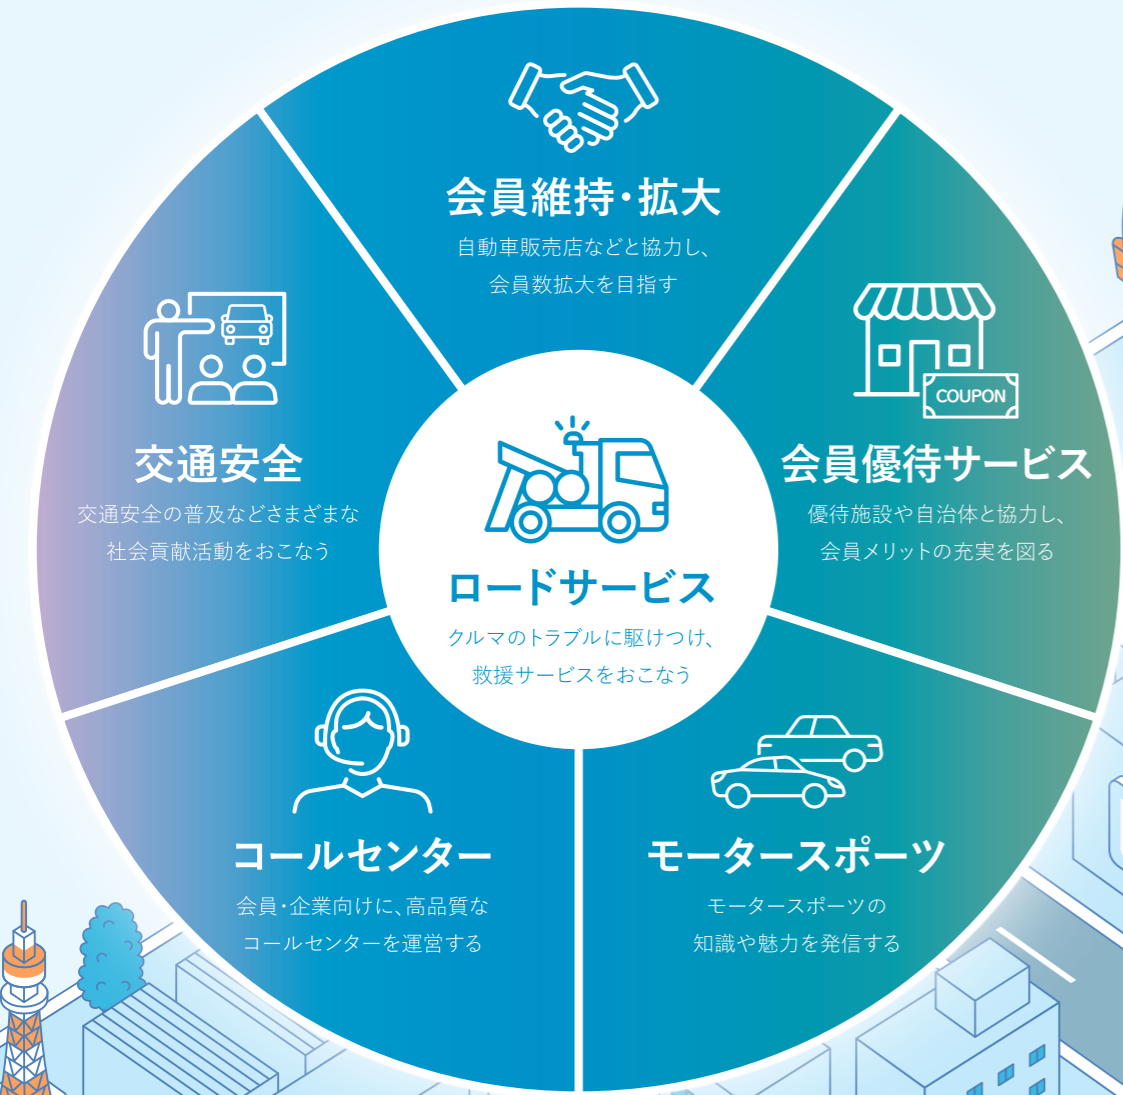 会員維持・拡大
自動車販売店などと協力し、
会員数拡大を目指す
COUPON
会員優待サービス
優待施設や自治体と協力し、
会員メリットの充実を図る
交通安全
交通安全の普及などさまざまな
社会貢献活動をおこなう
ロードサービス
クルマのトラブルに駆けつけ、
救援サービスをおこなう
コールセンター
会員・企業向けに、高品質な
コールセンターを運営する
モータースポーツ
モータースポーツの
知識や魅力を発信する